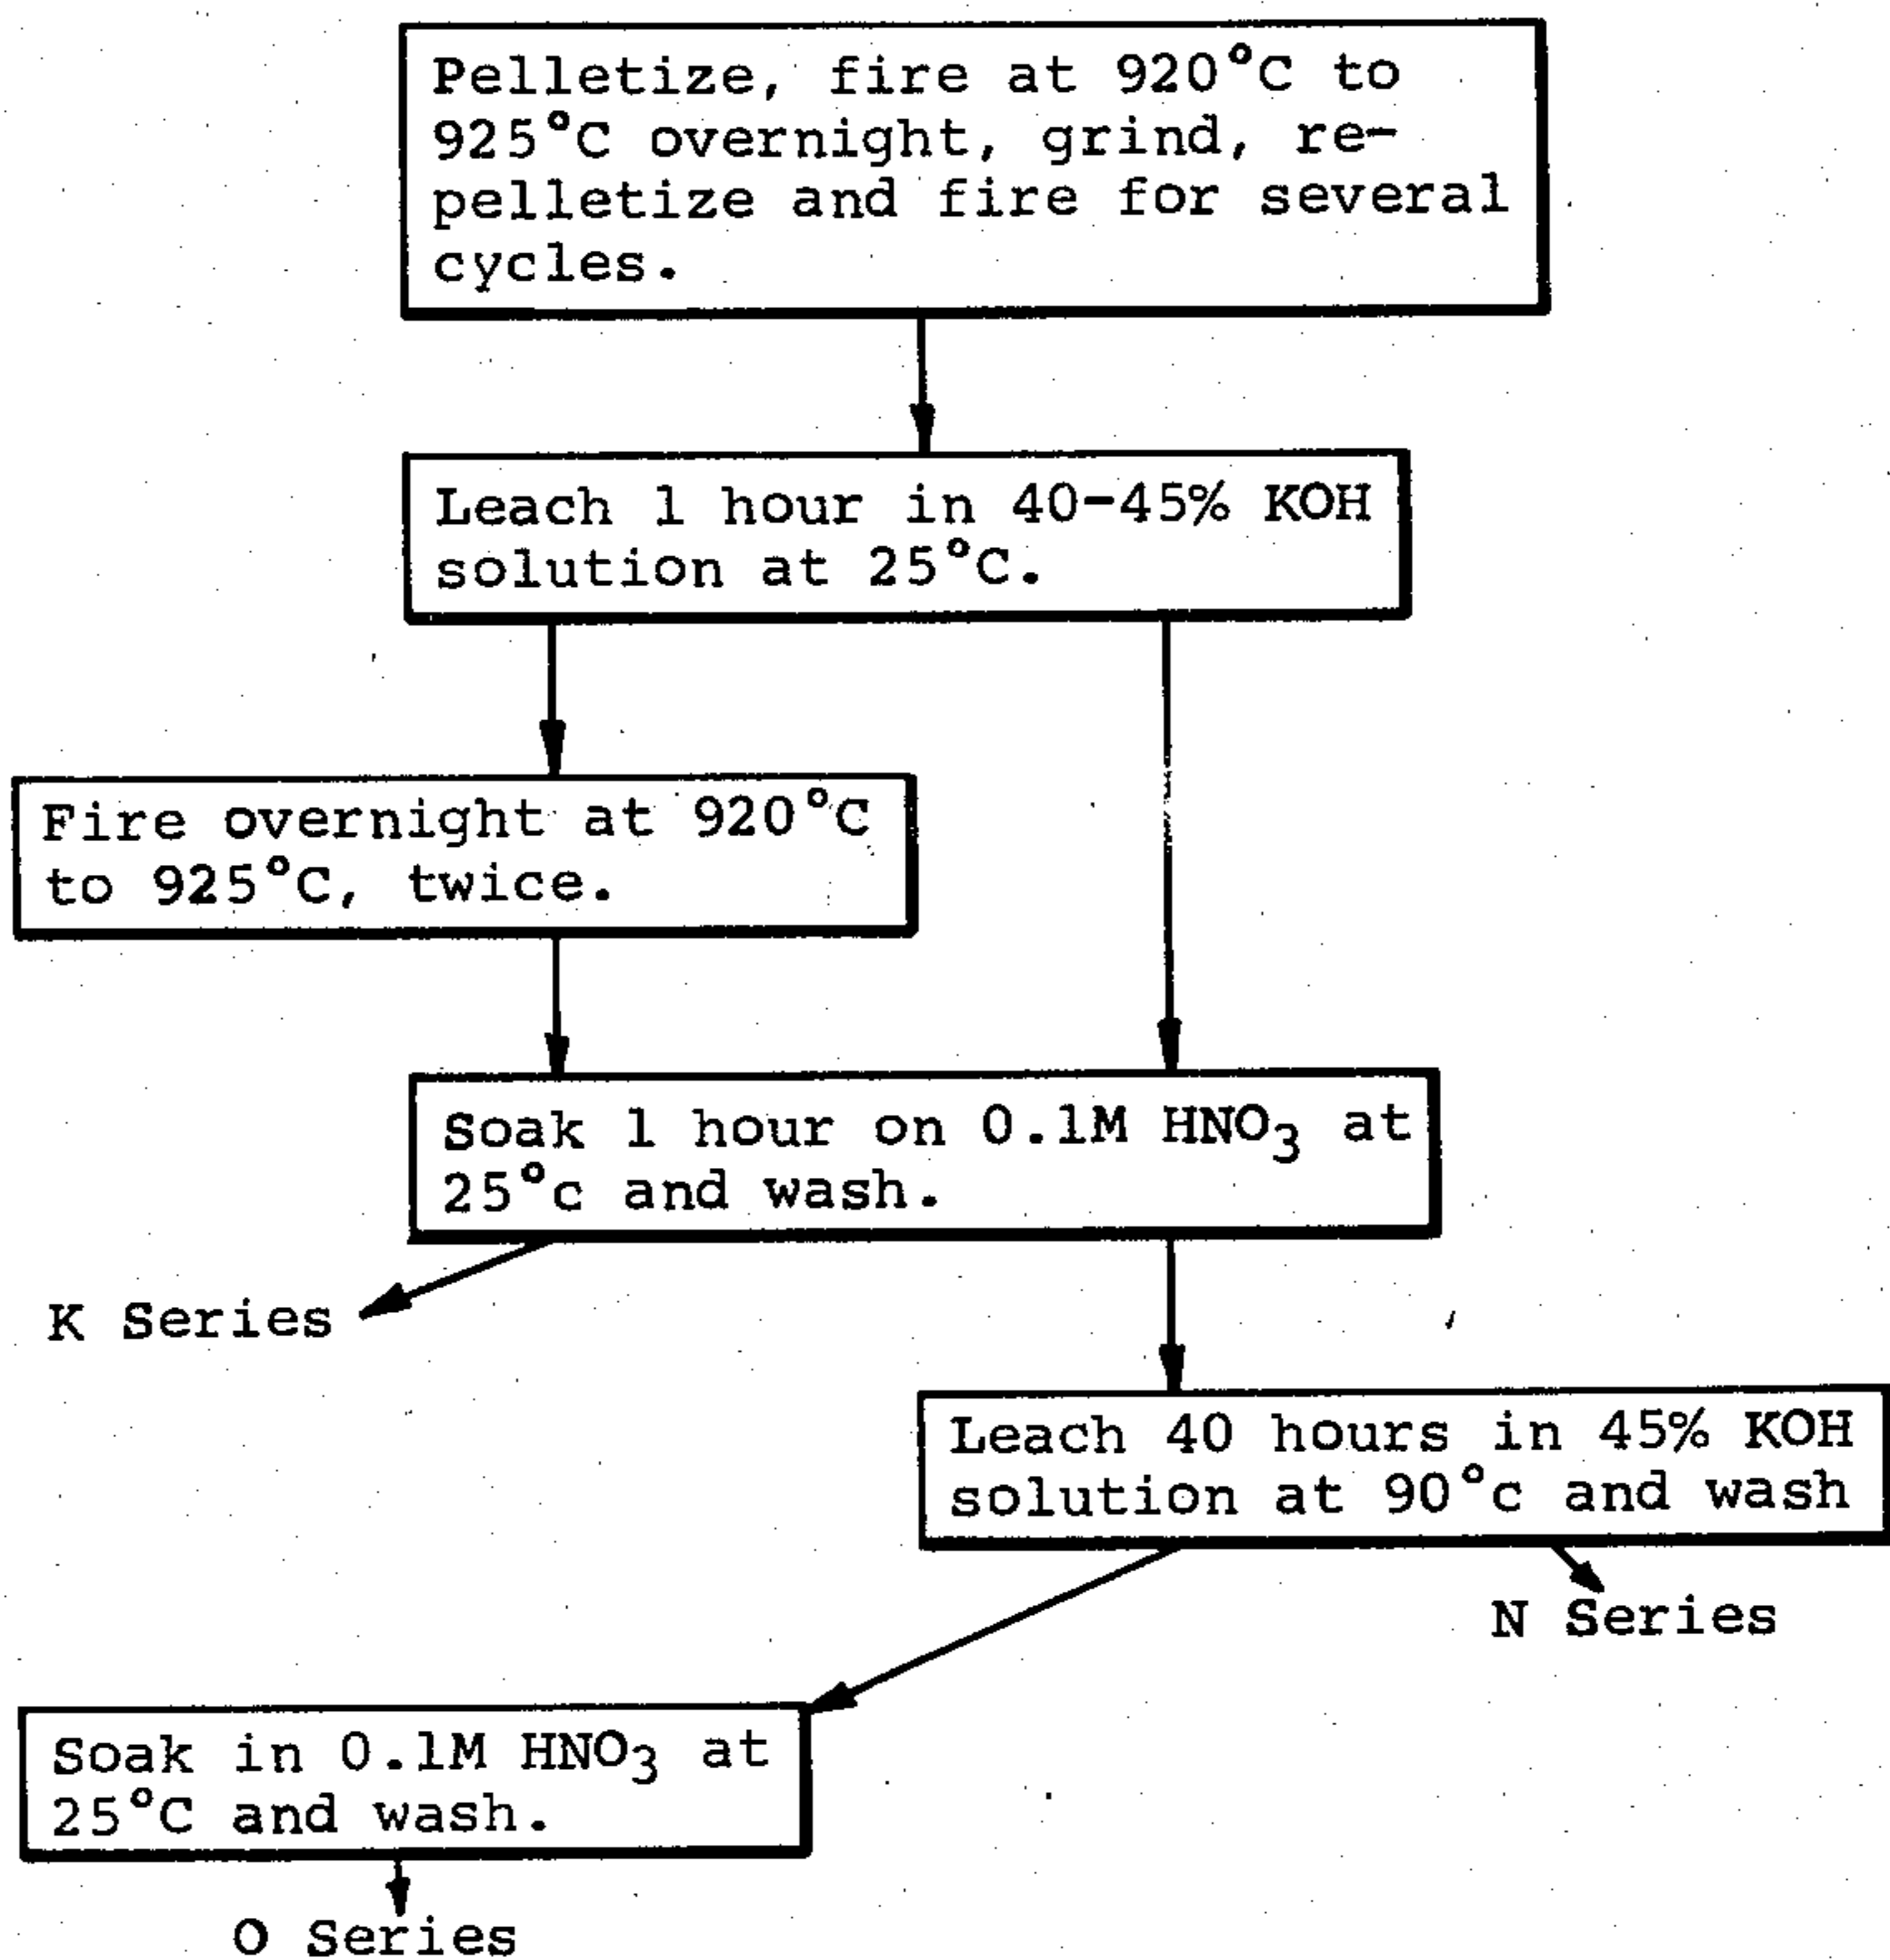 Pelletize, fire at 920°C to
925°C overnight, grind, re-
pelletize and fire for several
cycles.
Leach 1 hour in 40-45% KOH
solution at 25°C.
Fire overnight at 920°C
to 925°C, twice.
Soak 1 hour on 0.1M HNO₃ at
25°c and wash.
K Series
Leach 40 hours in 45% KOH
solution at 90°c and wash
N Series
Soak in 0.1M HNO₃ at
25°C and wash.
O Series